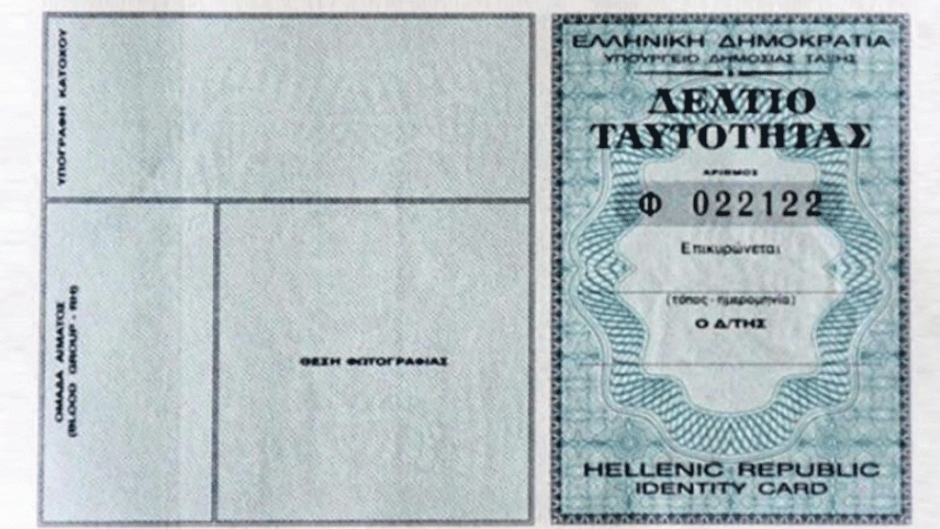 ΥΠΟΓΡΑΦΗ ΚΑΤΟΧΟΥ
ΟΜΑΔΑ ΑΙΜΑΤΟΣ
(BLOOD GROUP - RH)
ΘΕΣΗ ΦΩΤΟΓΡΑΦΙΑΣ
ΕΛΛΗΝΙΚΗ ΔΗΜΟΚΡΑΤΙΑ
ΥΠΟΥΡΓΕΙΟ ΔΗΜΟΣΙΑΣ ΤΑΞΗΣ
ΔΕΛΤΙΟ
ΤΑΥΤΟΤΗΤΑΣ
ΑΡΙΘΜΟΣ
Φ 022122
Επικυρώνεται
(τόπος - ημερομηνία)
Ο Δ/ΤΗΣ
HELLENIC REPUBLIC
IDENTITY CARD